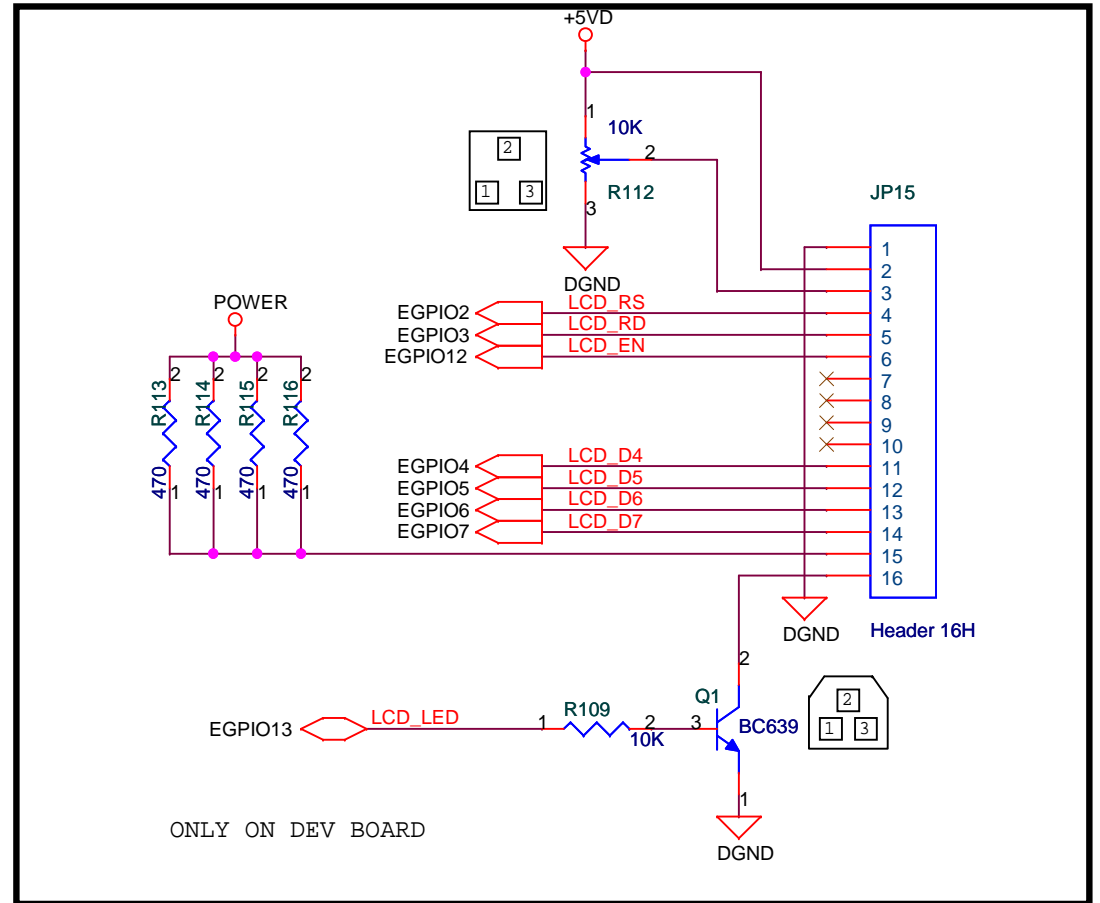 +5VD
1
10K
2
2
R112
1 3
3
JP15
DGND
1
2
3
4
5
6
7
8
9
10
11
12
13
14
15
16
Header 16H
EGPIO2 LCD_RS
EGPIO3 LCD_RD
EGPIO12 LCD_EN
POWER
2 2 2 2
R113 R114 R115 R116
470 470 470 470
1 1 1 1
EGPIO4 LCD_D4
EGPIO5 LCD_D5
EGPIO6 LCD_D6
EGPIO7 LCD_D7
DGND
2
Q1
2
EGPIO13 LCD_LED 1 R109 2 3 BC639 1 3
10K
1
ONLY ON DEV BOARD
DGND